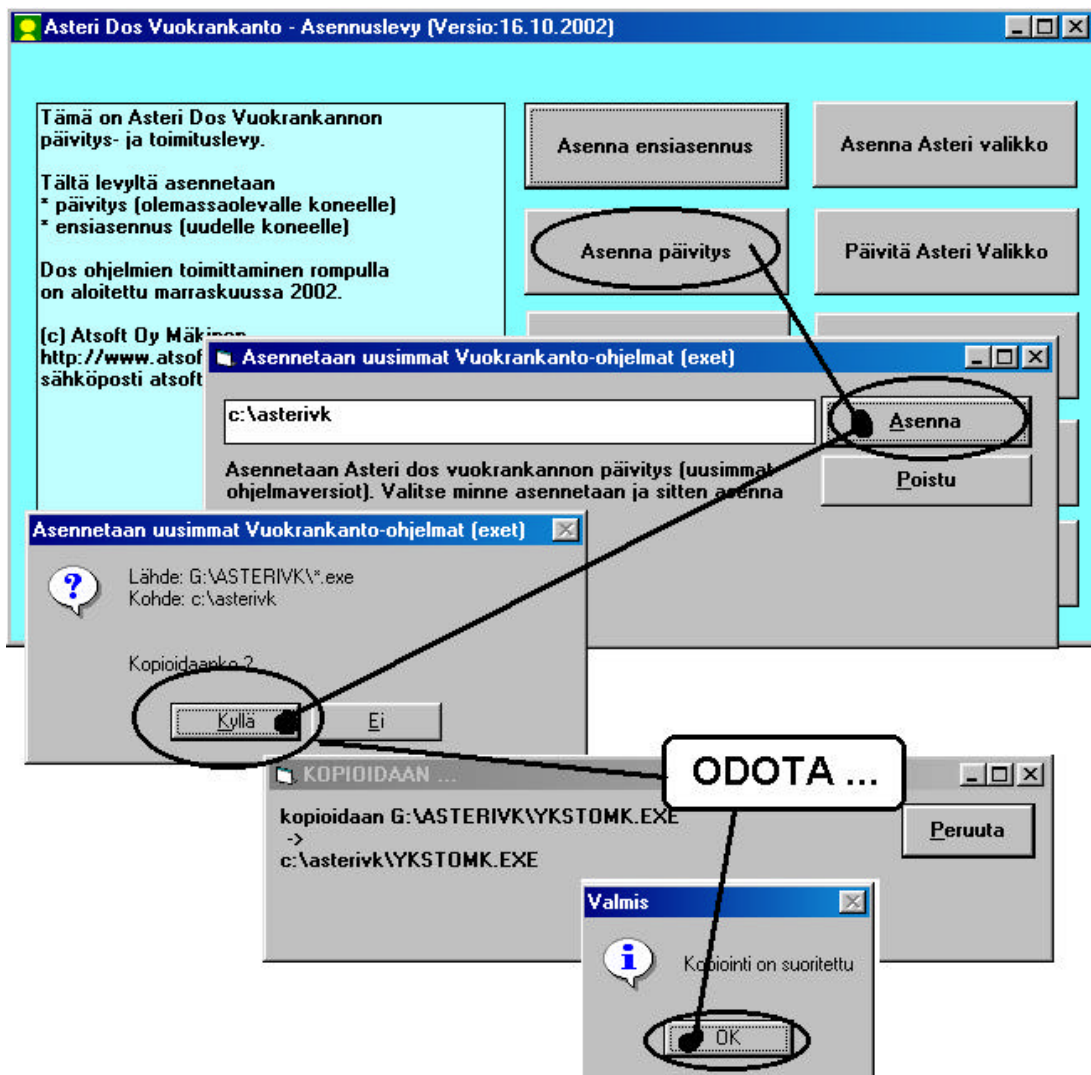 Asteri Dos Vuokrankanto - Asennuslevy (Versio:16.10.2002)
Tämä on Asteri Dos Vuokrankannon
päivitys- ja toimituslevy.
Tältä levyltä asennetaan
* päivitys (olemassaolevalle koneelle)
* ensiasennus (uudelle koneelle)
Dos ohjelmien toimittaminen rompulla
on aloitettu marraskuussa 2002.
(c) Atsoft Oy Mäkinen
http://www.atsof
sähköposti atsoft
Asenna ensiasennus
Asenna Asteri valikko
Asenna päivitys
Päivitä Asteri Valikko
Asennetaan uusimmat Vuokrankanto-ohjelmat (exet)
c:\asterivk
Asenna
Asennetaan Asteri dos vuokrankannon päivitys (uusimmat
ohjelmaversiot). Valitse minne asennetaan ja sitten asenna
Poistu
Asennetaan uusimmat Vuokrankanto-ohjelmat (exet)
Lähde: G:\ASTERIVK\*.exe
Kohde: c:\asterivk
Kopioidaanko ?
Kyllä
Ei
ODOTA ...
KOPIOIDAAN ...
kopioidaan G:\ASTERIVK\YKSTOMK.EXE
->
c:\asterivk\YKSTOMK.EXE
Peruuta
Valmis
Kopiointi on suoritettu
OK